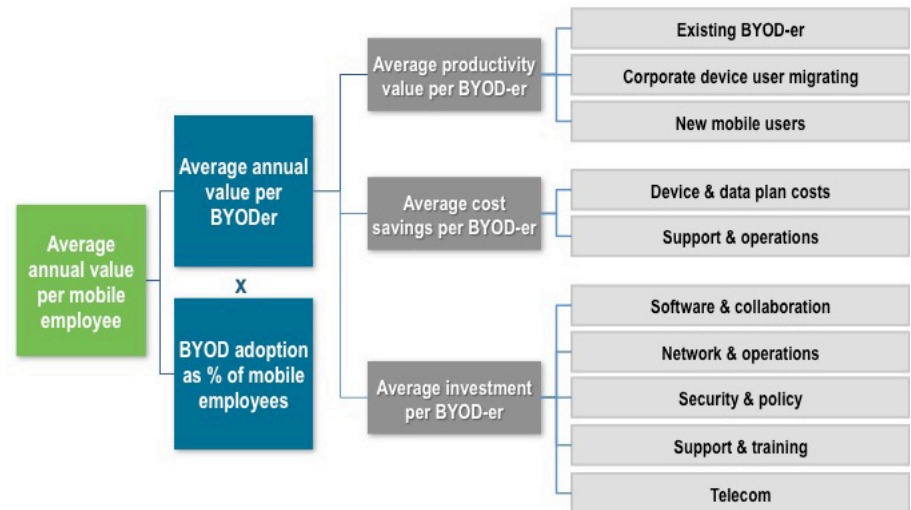 Average
annual value
per mobile
employee
Average annual
value per
BYODer
X
BYOD adoption
as % of mobile
employees
Average productivity
value per BYOD-er
Average cost
savings per BYOD-er
Average investment
per BYOD-er
Existing BYOD-er
Corporate device user migrating
New mobile users
Device & data plan costs
Support & operations
Software & collaboration
Network & operations
Security & policy
Support & training
Telecom